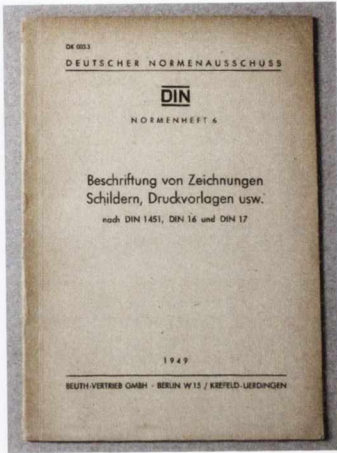 DK 003.3
DEUTSCHER NORMENAUSSCHUSS
DIN
NORMENHEFT 6
Beschriftung von Zeichnungen
Schildern, Druckvorlagen usw.
nach DIN 1451, DIN 16 und DIN 17
1949
BEUTH-VERTRIEB GMBH · BERLIN W 15 / KREFELD-UERDINGEN